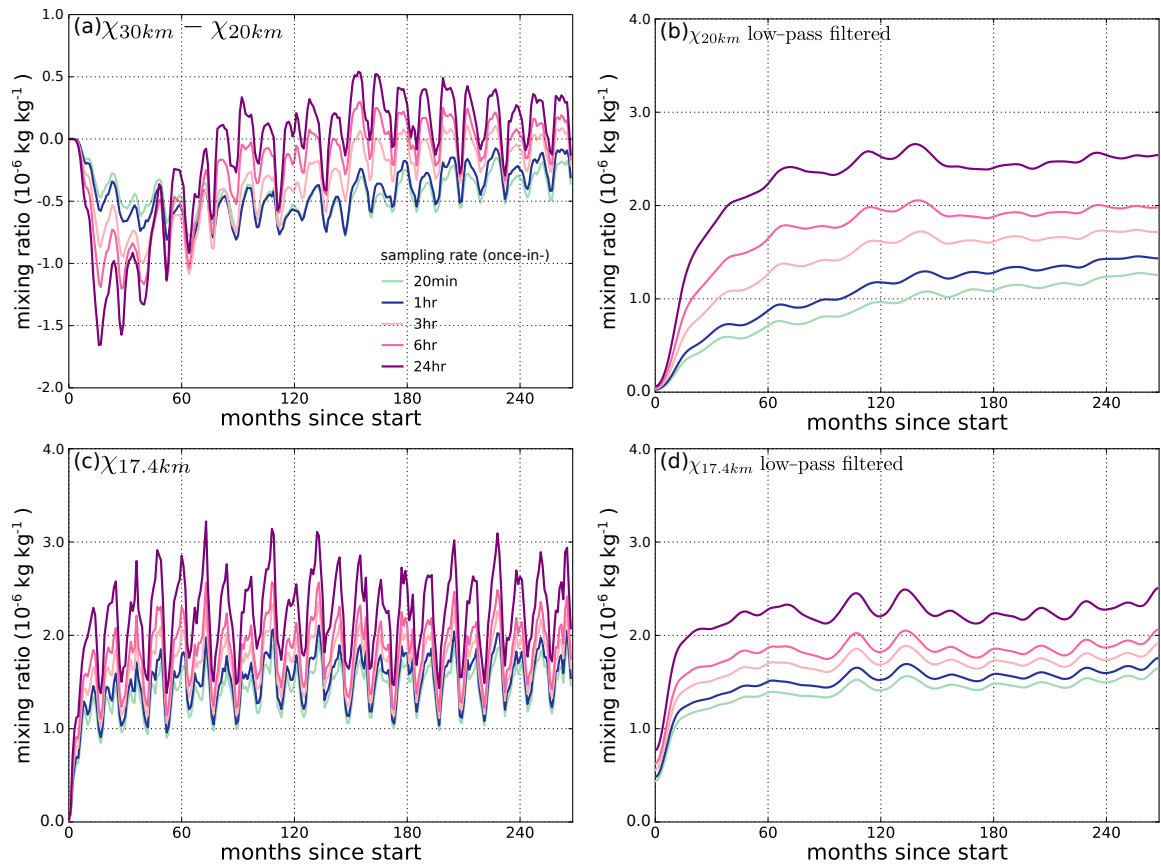 (a) χ30km − χ20km
1.0
0.5
0.0
-0.5
-1.0
-1.5
-2.0
mixing ratio (10⁻⁶ kg kg⁻¹ )
sampling rate (once-in-)
20min
1hr
3hr
6hr
24hr
0 60 120 180 240
months since start
(b) χ20km low–pass filtered
4.0
3.0
2.0
1.0
0.0
mixing ratio (10⁻⁶ kg kg⁻¹ )
0 60 120 180 240
months since start
(c) χ17.4km
4.0
3.0
2.0
1.0
0.0
mixing ratio (10⁻⁶ kg kg⁻¹ )
0 60 120 180 240
months since start
(d) χ17.4km low–pass filtered
4.0
3.0
2.0
1.0
0.0
mixing ratio (10⁻⁶ kg kg⁻¹ )
0 60 120 180 240
months since start